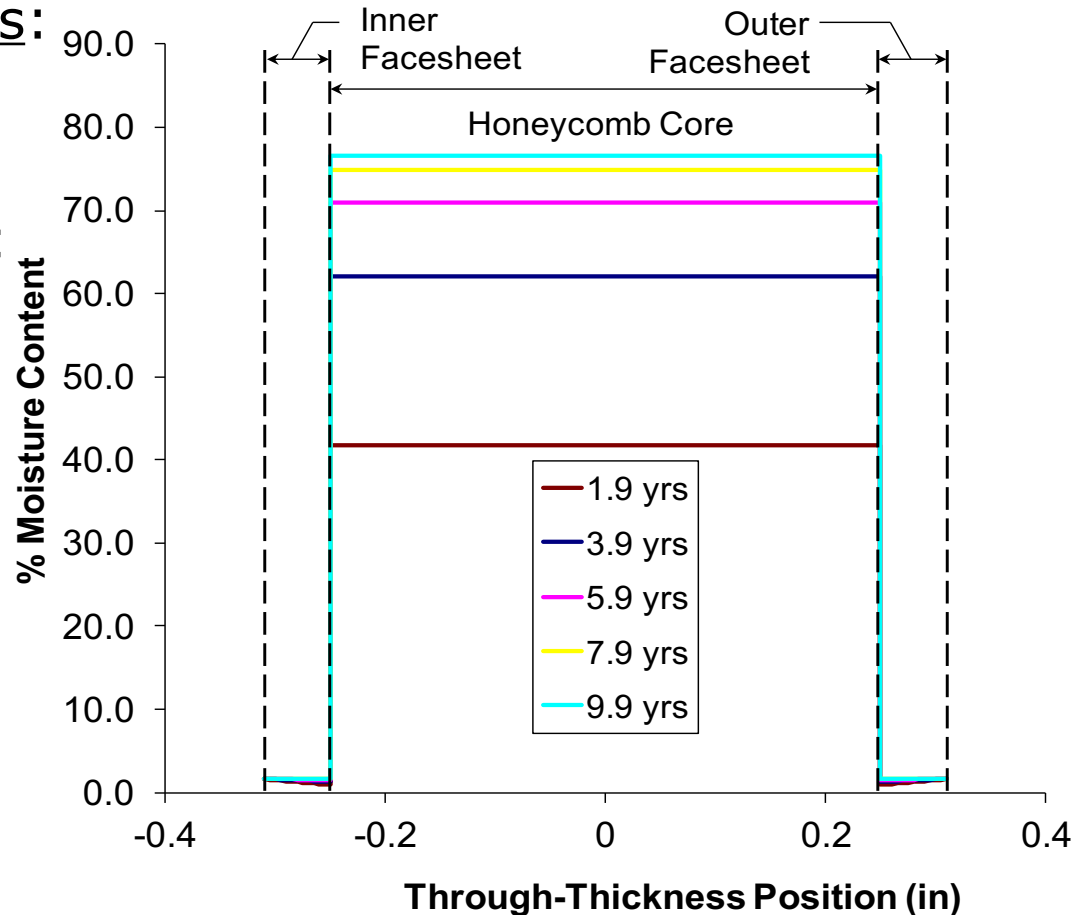 s:
Inner
Facesheet
Outer
Facesheet
Honeycomb Core
90.0
80.0
70.0
60.0
50.0
40.0
30.0
20.0
10.0
0.0
% Moisture Content
1.9 yrs
3.9 yrs
5.9 yrs
7.9 yrs
9.9 yrs
-0.4
-0.2
0
0.2
0.4
Through-Thickness Position (in)